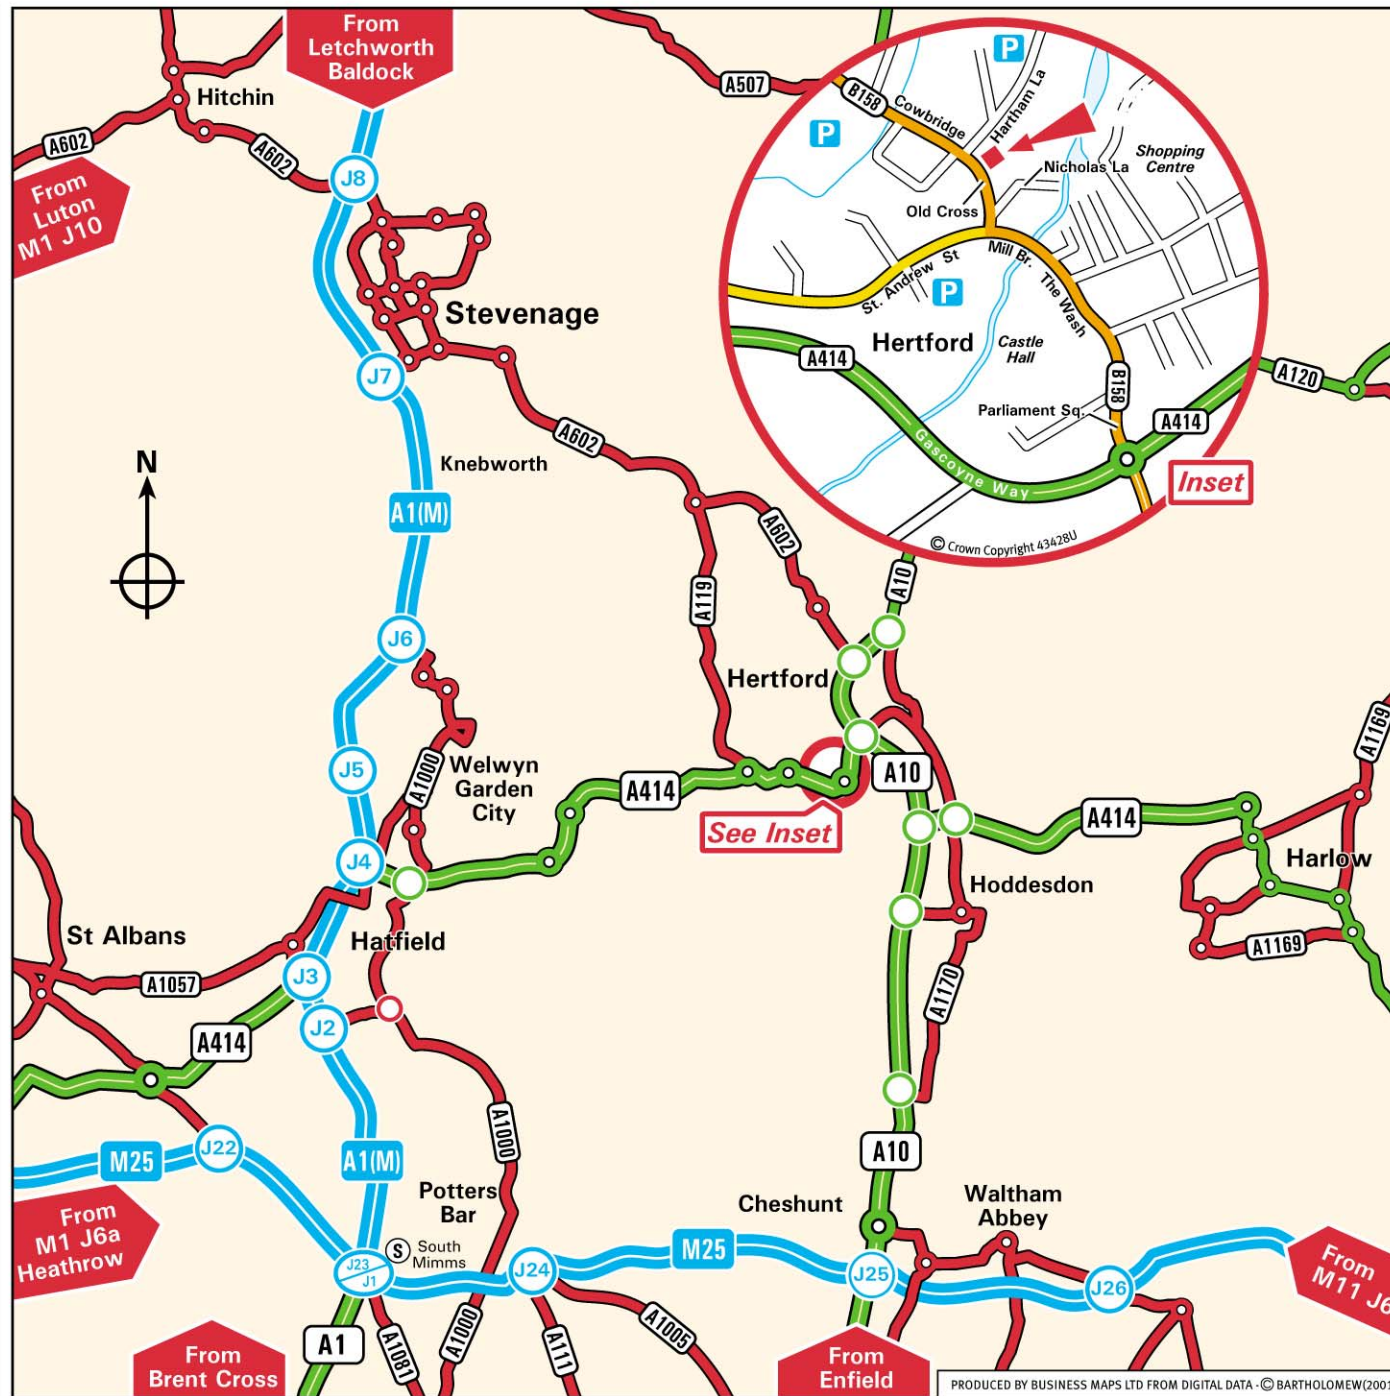 From
Letchworth
Baldock
Hitchin
A602
A602
From
Luton
M1 J10
J8
A507
Stevenage
J7
A602
Knebworth
N
A1(M)
A602
A119
A10
J6
Hertford
J5
A1000
Welwyn
Garden
City
A414
A10
See Inset
A414
A1169
J4
Harlow
Hoddesdon
St Albans
Hatfield
A1169
A1057
J3
A1170
J2
A414
A1000
M25
J22
A1(M)
A10
Potters
Bar
Cheshunt
Waltham
Abbey
From
M1 J6a
Heathrow
S
South
Mimms
M25
J23
J1
J24
J25
J26
From
M11 J6
A1
A1081
A1000
A111
A1005
From
Brent Cross
From
Enfield
P
B158
Cowbridge
Hartham La
P
Shopping
Centre
Nicholas La
Old Cross
St. Andrew St
Mill Br.
The Wash
P
Hertford
Castle
Hall
A414
B158
Parliament Sq.
A414
A120
Gascoyne Way
Inset
© Crown Copyright 43428U
PRODUCED BY BUSINESS MAPS LTD FROM DIGITAL DATA - © BARTHOLOMEW(2001